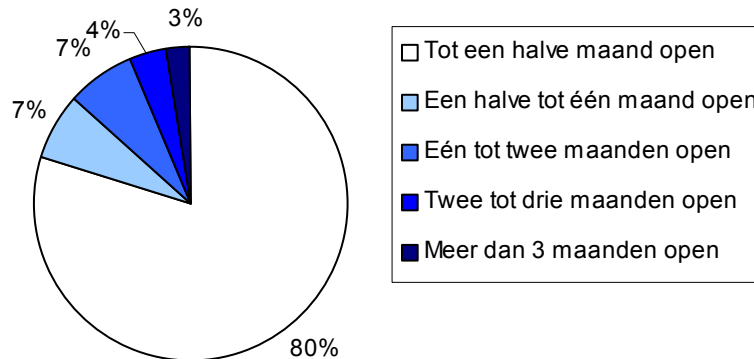 4%
3%
7%
7%
80%
Tot een halve maand open
Een halve tot één maand open
Eén tot twee maanden open
Twee tot drie maanden open
Meer dan 3 maanden open